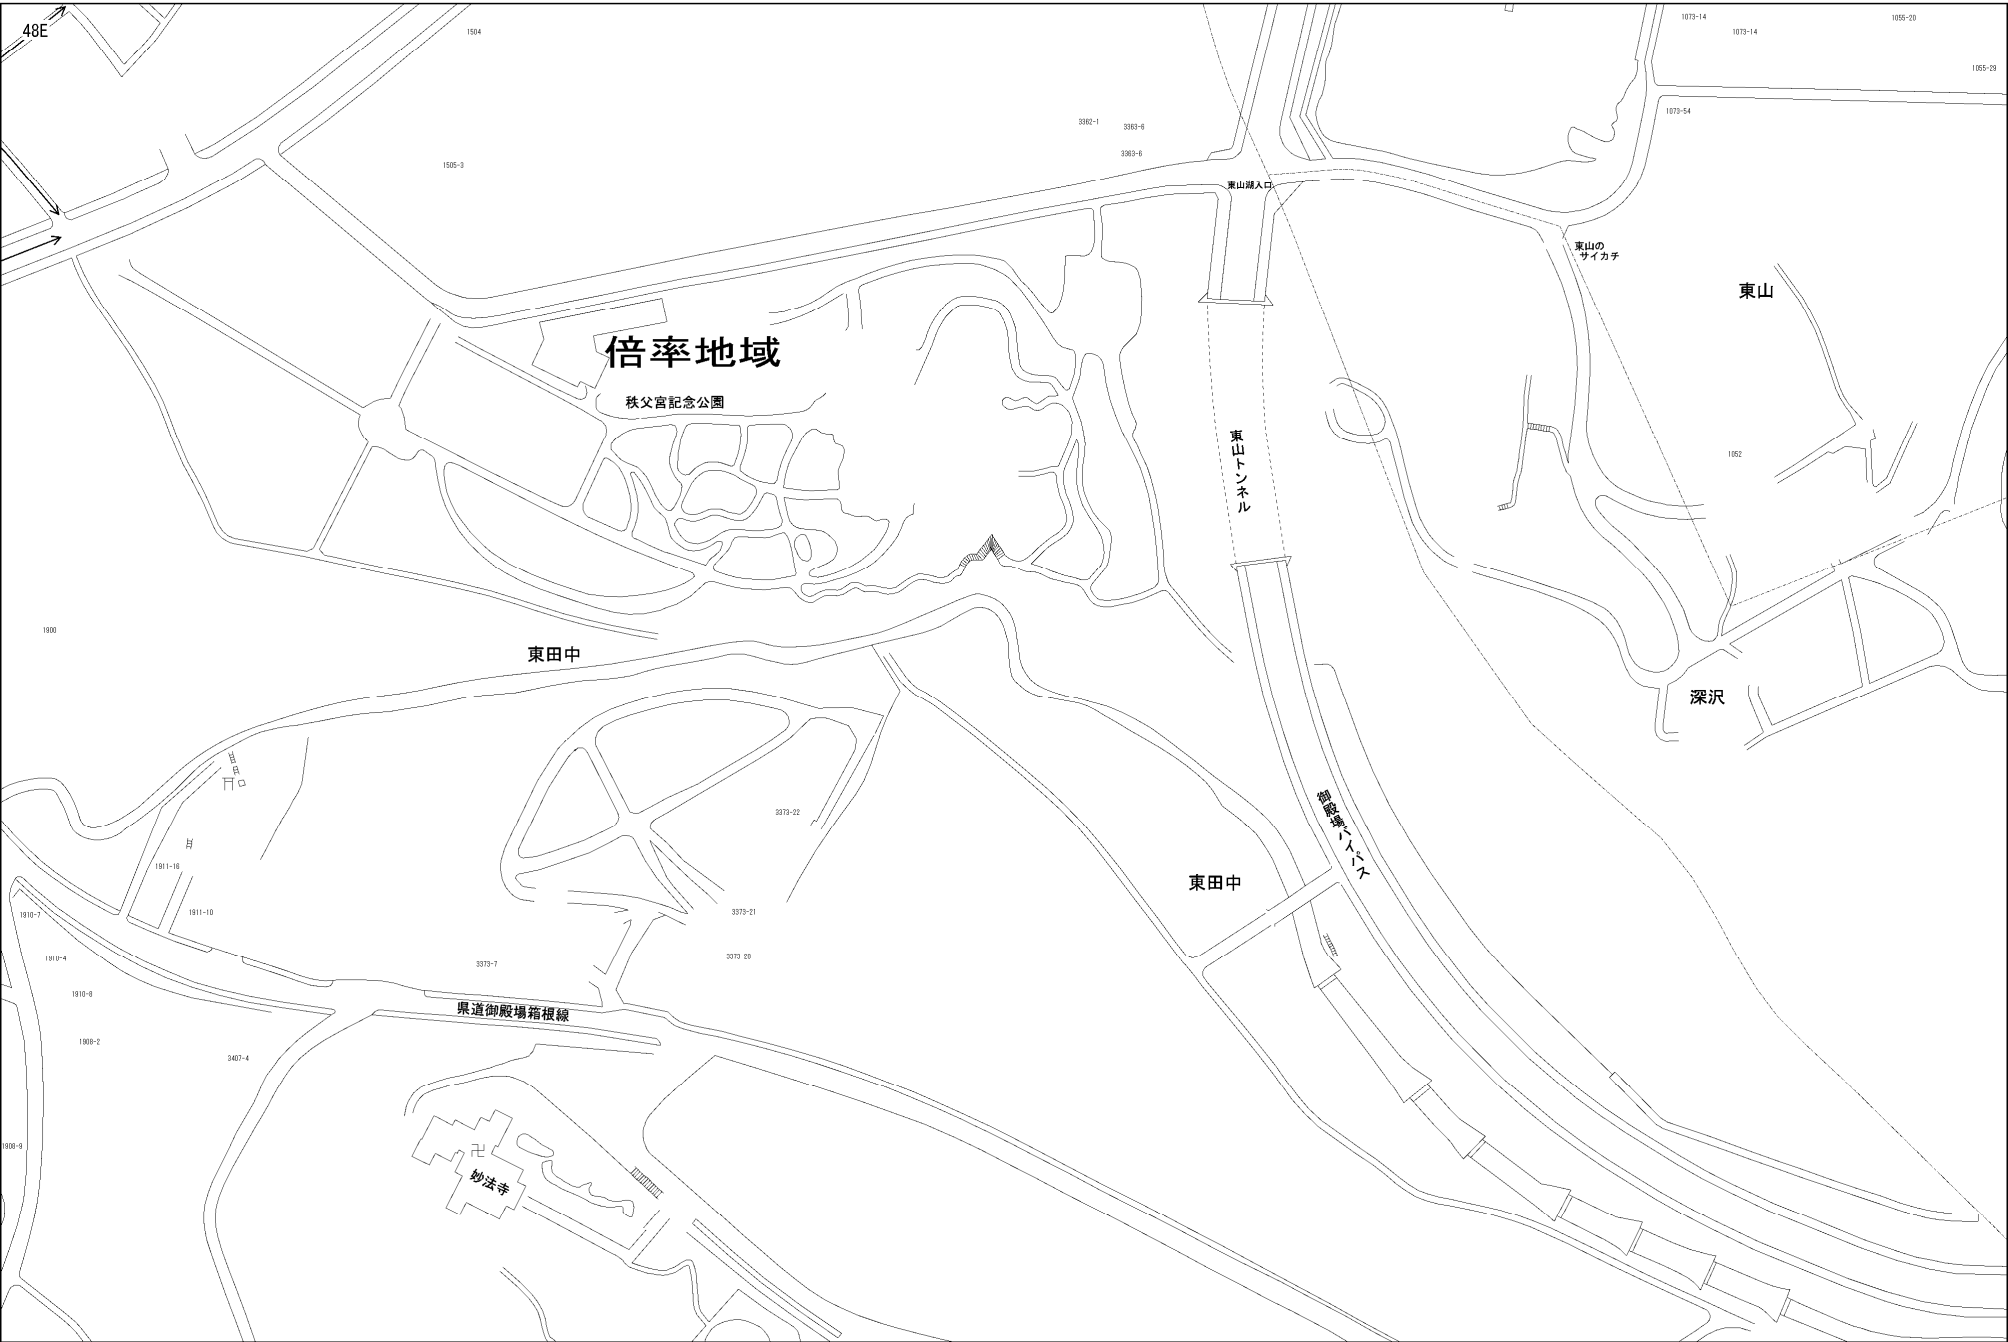 48E
1504
1073-14
1055-20
1073-14
1055-29
1073-54
3362-1
3363-6
3363-6
1505-3
東山湖入口
東山の
サイカチ
東山
倍率地域
秩父宮記念公園
東山トンネル
1052
1900
東田中
深沢
御殿場バイパス
3373-22
1911-16
東田中
1911-10
3373-21
1910-7
1910-4
3373-7
3373-20
1910-8
県道御殿場箱根線
1908-2
3407-4
1908-9
妙法寺